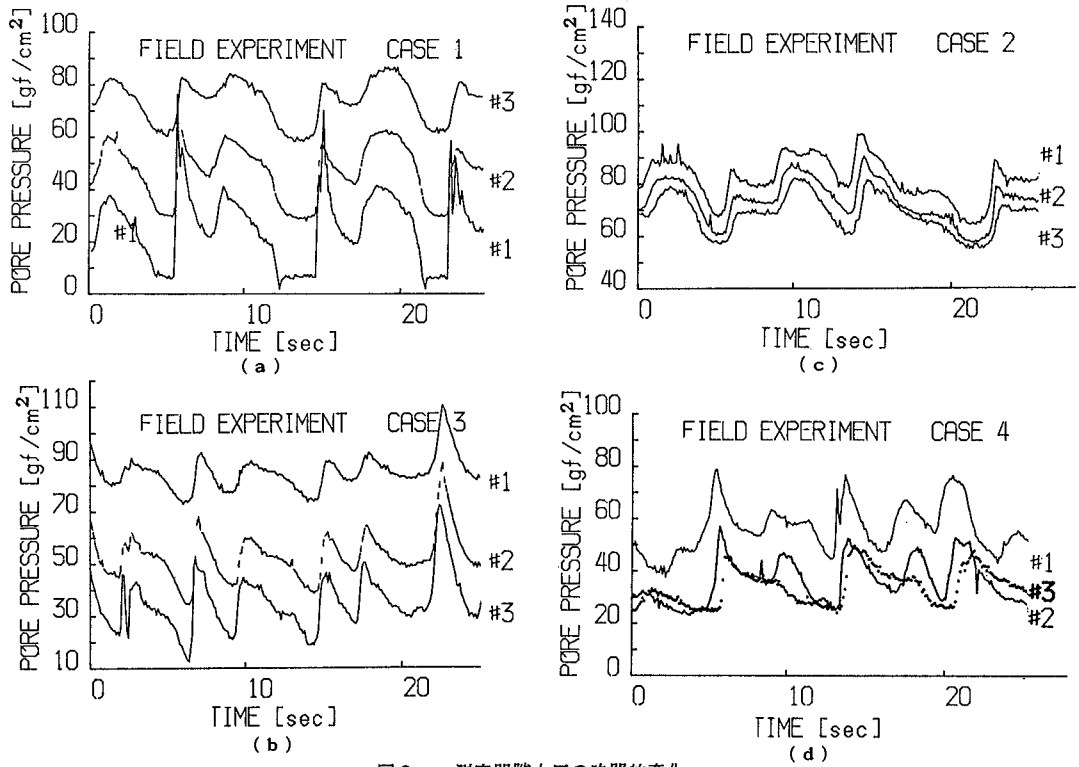 PORE PRESSURE [gf/cm²]
100
80
60
40
20
0
FIELD EXPERIMENT CASE 1
#3
#2
#1
#1
0 10 20
TIME [sec]
(a)
PORE PRESSURE [gf/cm²]
140
120
100
80
60
40
FIELD EXPERIMENT CASE 2
#1
#2
#3
0 10 20
TIME [sec]
(c)
PORE PRESSURE [gf/cm²]
110
90
70
50
30
10
FIELD EXPERIMENT CASE 3
#1
#2
#3
0 10 20
TIME [sec]
(b)
PORE PRESSURE [gf/cm²]
100
80
60
40
20
0
FIELD EXPERIMENT CASE 4
#1
#3
#2
0 10 20
TIME [sec]
(d)